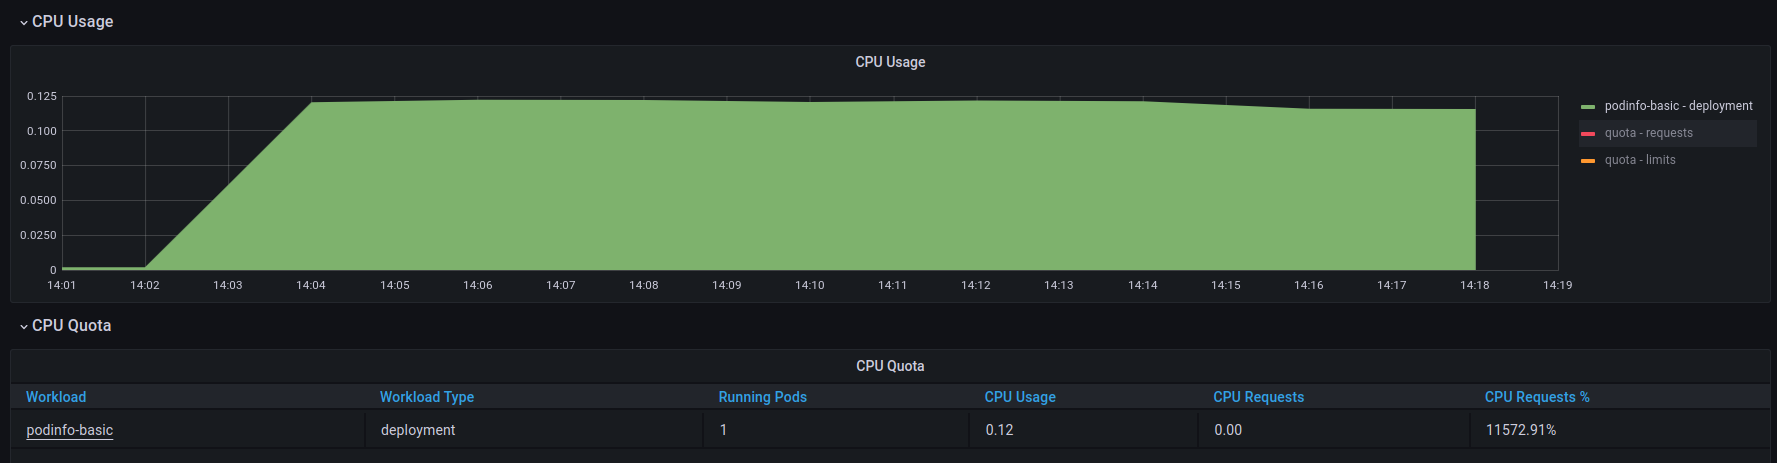 CPU Usage
CPU Usage
0.125
0.100
0.0750
0.0500
0.0250
0
14:01 14:02 14:03 14:04 14:05 14:06 14:07 14:08 14:09 14:10 14:11 14:12 14:13 14:14 14:15 14:16 14:17 14:18 14:19
podinfo-basic - deployment
quota - requests
quota - limits
CPU Quota
CPU Quota
Workload Workload Type Running Pods CPU Usage CPU Requests CPU Requests %
podinfo-basic deployment 1 0.12 0.00 11572.91%